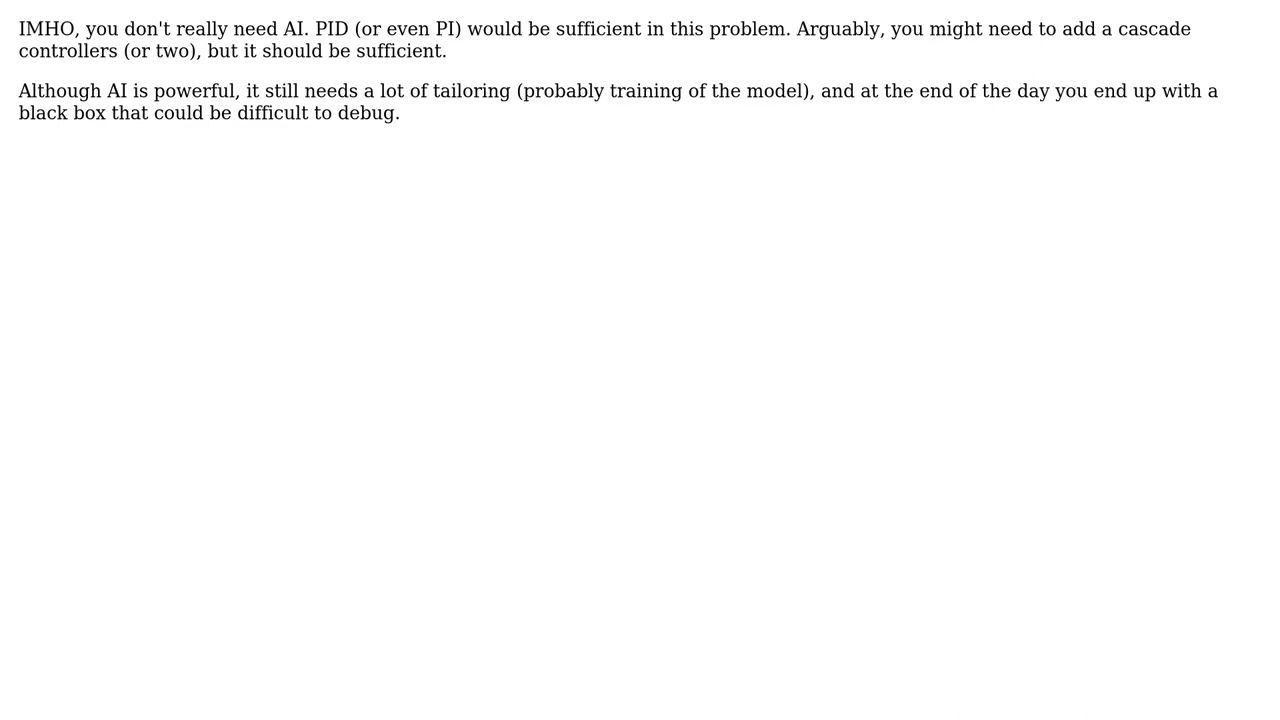 IMHO, you don't really need AI. PID (or even PI) would be sufficient in this problem. Arguably, you might need to add a cascade
controllers (or two), but it should be sufficient.
Although AI is powerful, it still needs a lot of tailoring (probably training of the model), and at the end of the day you end up with a
black box that could be difficult to debug.